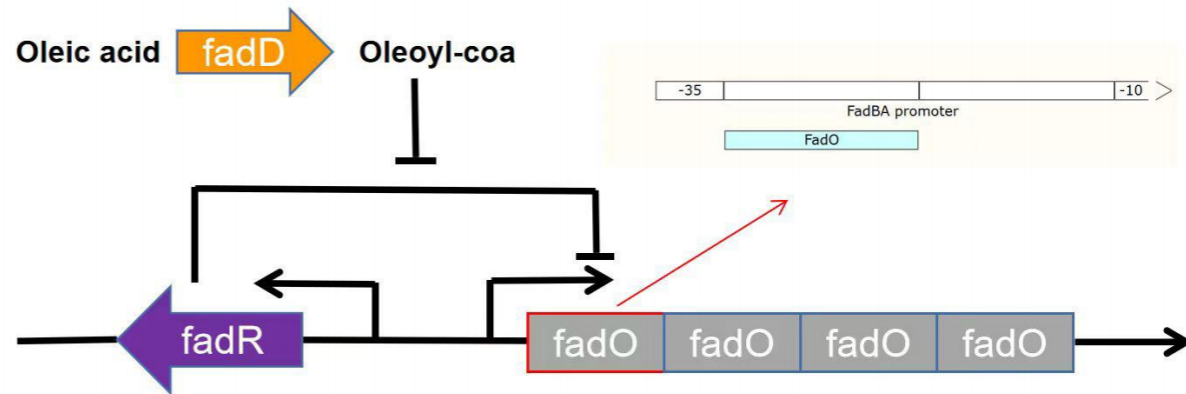 Oleic acid fadD Oleoyl-coa
-35 -10
FadBA promoter
FadO
fadR fadO fadO fadO fadO